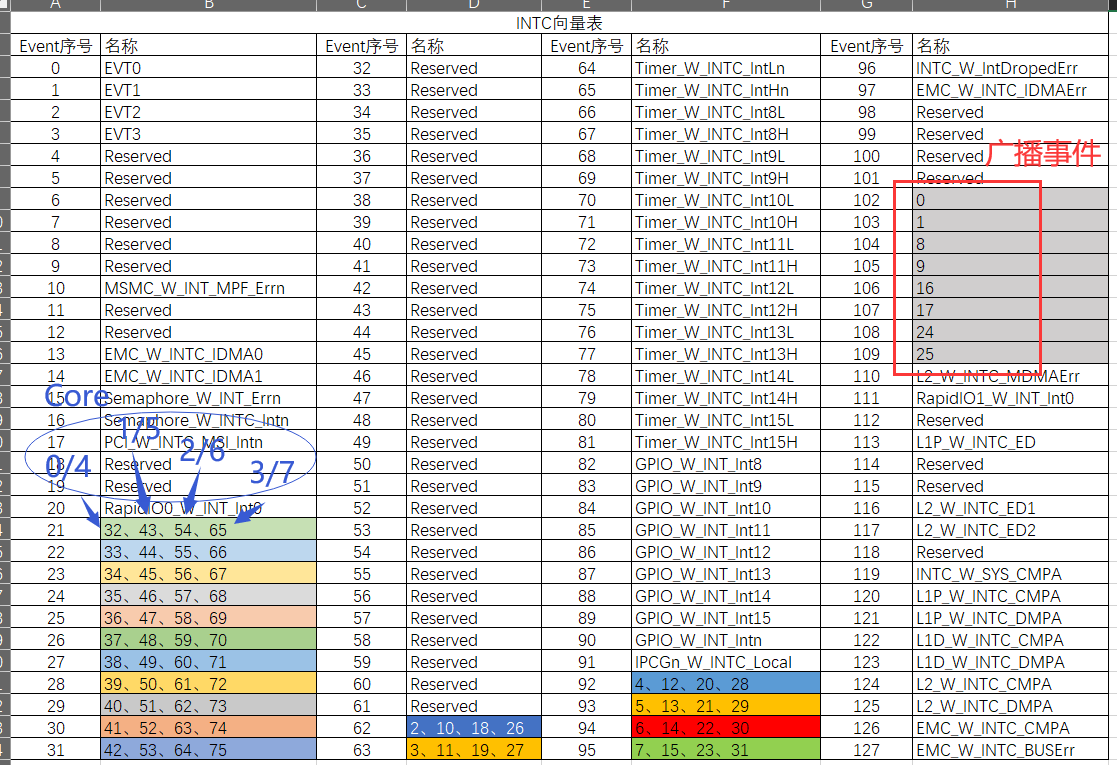 A B C D E F G H
INTC向量表
Event序号 名称 Event序号 名称 Event序号 名称 Event序号 名称
0 EVT0 32 Reserved 64 Timer_W_INTC_IntLn 96 INTC_W_IntDropedErr
1 EVT1 33 Reserved 65 Timer_W_INTC_IntHn 97 EMC_W_INTC_IDMAErr
2 EVT2 34 Reserved 66 Timer_W_INTC_Int8L 98 Reserved
3 EVT3 35 Reserved 67 Timer_W_INTC_Int8H 99 Reserved
4 Reserved 36 Reserved 68 Timer_W_INTC_Int9L 100 Reserved
广播事件
5 Reserved 37 Reserved 69 Timer_W_INTC_Int9H 101 Reserved
6 Reserved 38 Reserved 70 Timer_W_INTC_Int10L 102 0
7 Reserved 39 Reserved 71 Timer_W_INTC_Int10H 103 1
8 Reserved 40 Reserved 72 Timer_W_INTC_Int11L 104 8
9 Reserved 41 Reserved 73 Timer_W_INTC_Int11H 105 9
10 MSMC_W_INT_MPF_Errn 42 Reserved 74 Timer_W_INTC_Int12L 106 16
11 Reserved 43 Reserved 75 Timer_W_INTC_Int12H 107 17
12 Reserved 44 Reserved 76 Timer_W_INTC_Int13L 108 24
13 EMC_W_INTC_IDMA0 45 Reserved 77 Timer_W_INTC_Int13H 109 25
14 EMC_W_INTC_IDMA1 46 Reserved 78 Timer_W_INTC_Int14L 110 L2_W_INTC_MDMAErr
Core
15 Semaphore_W_INT_Errn 47 Reserved 79 Timer_W_INTC_Int14H 111 RapidIO1_W_INT_Int0
16 Semaphore_W_INTC_Intn 48 Reserved 80 Timer_W_INTC_Int15L 112 Reserved
1/5
17 PCI_W_INTC_MSI_Intn 49 Reserved 81 Timer_W_INTC_Int15H 113 L1P_W_INTC_ED
2/6
18 Reserved 50 Reserved 82 GPIO_W_INT_Int8 114 Reserved
0/4 3/7
19 Reserved 51 Reserved 83 GPIO_W_INT_Int9 115 Reserved
20 RapidIO0_W_INT_Int0 52 Reserved 84 GPIO_W_INT_Int10 116 L2_W_INTC_ED1
21 32、43、54、65 53 Reserved 85 GPIO_W_INT_Int11 117 L2_W_INTC_ED2
22 33、44、55、66 54 Reserved 86 GPIO_W_INT_Int12 118 Reserved
23 34、45、56、67 55 Reserved 87 GPIO_W_INT_Int13 119 INTC_W_SYS_CMPA
24 35、46、57、68 56 Reserved 88 GPIO_W_INT_Int14 120 L1P_W_INTC_CMPA
25 36、47、58、69 57 Reserved 89 GPIO_W_INT_Int15 121 L1P_W_INTC_DMPA
26 37、48、59、70 58 Reserved 90 GPIO_W_INT_Intn 122 L1D_W_INTC_CMPA
27 38、49、60、71 59 Reserved 91 IPCGn_W_INTC_Local 123 L1D_W_INTC_DMPA
28 39、50、61、72 60 Reserved 92 4、12、20、28 124 L2_W_INTC_CMPA
29 40、51、62、73 61 Reserved 93 5、13、21、29 125 L2_W_INTC_DMPA
30 41、52、63、74 62 2、10、18、26 94 6、14、22、30 126 EMC_W_INTC_CMPA
31 42、53、64、75 63 3、11、19、27 95 7、15、23、31 127 EMC_W_INTC_BUSErr